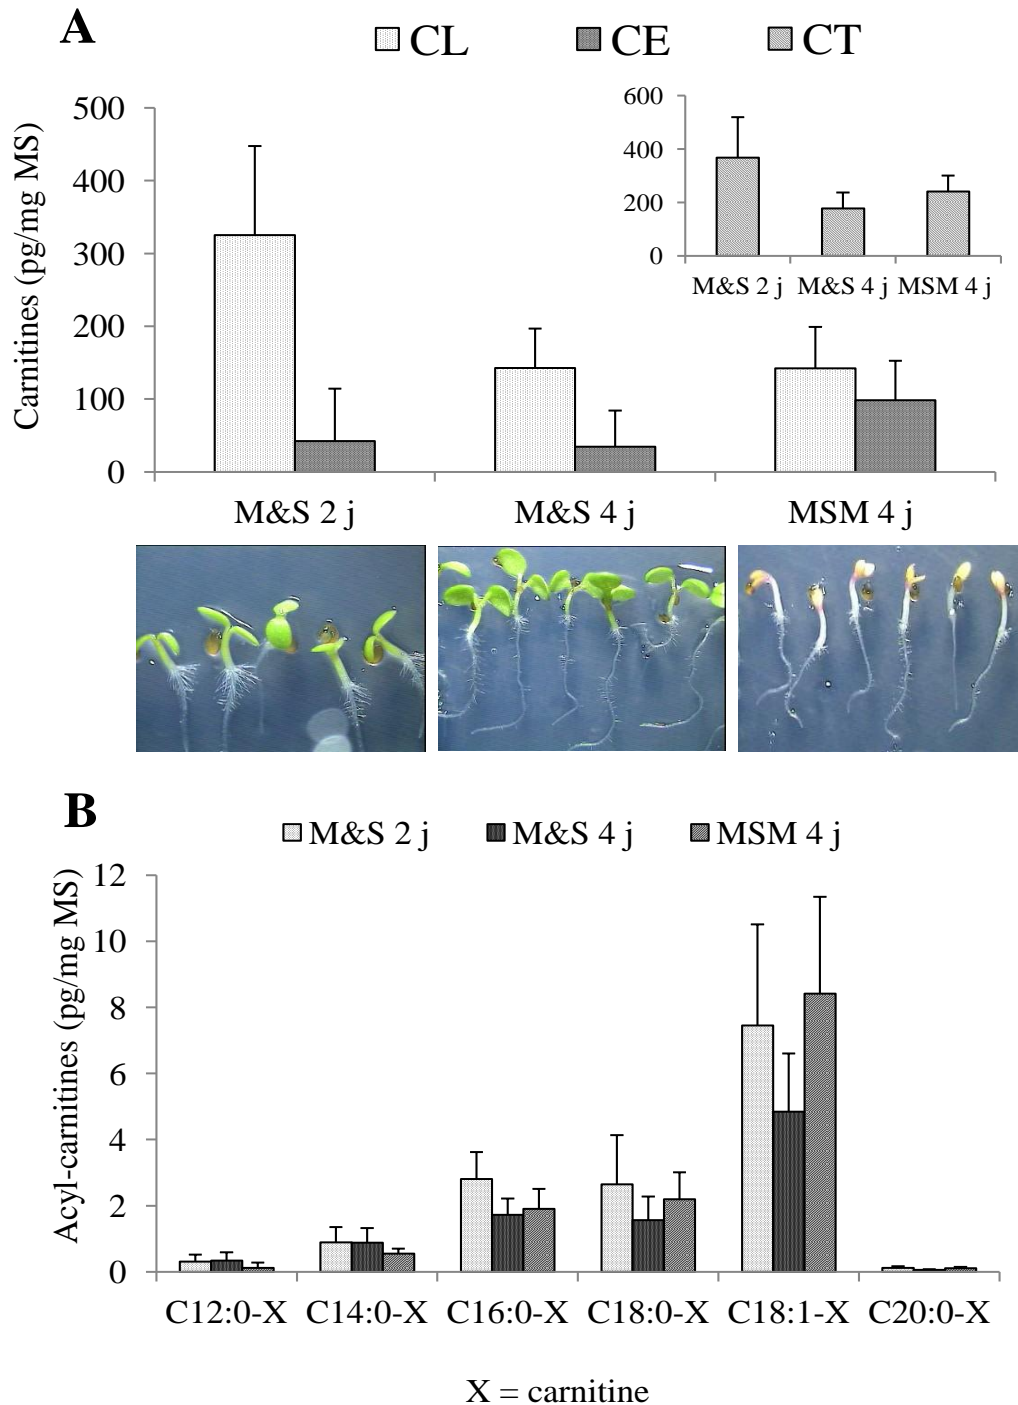 A
CL CE CT
Carnitines (pg/mg MS)
500
400
300
200
100
0
600
400
200
0
M&S 2 j M&S 4 j MSM 4 j
M&S 2 j M&S 4 j MSM 4 j
B
M&S 2 j M&S 4 j MSM 4 j
Acyl-carnitines (pg/mg MS)
12
10
8
6
4
2
0
C12:0-X C14:0-X C16:0-X C18:0-X C18:1-X C20:0-X
X = carnitine